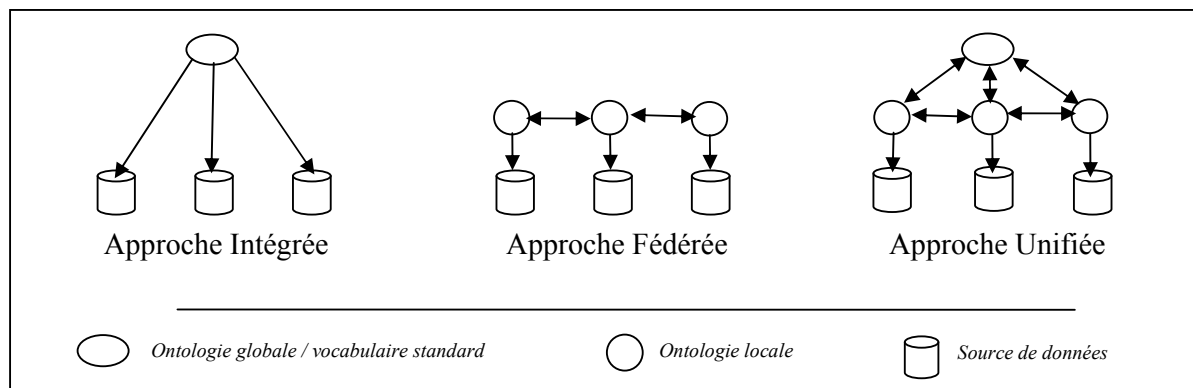 Approche Intégrée
Approche Fédérée
Approche Unifiée
Ontologie globale / vocabulaire standard
Ontologie locale
Source de données